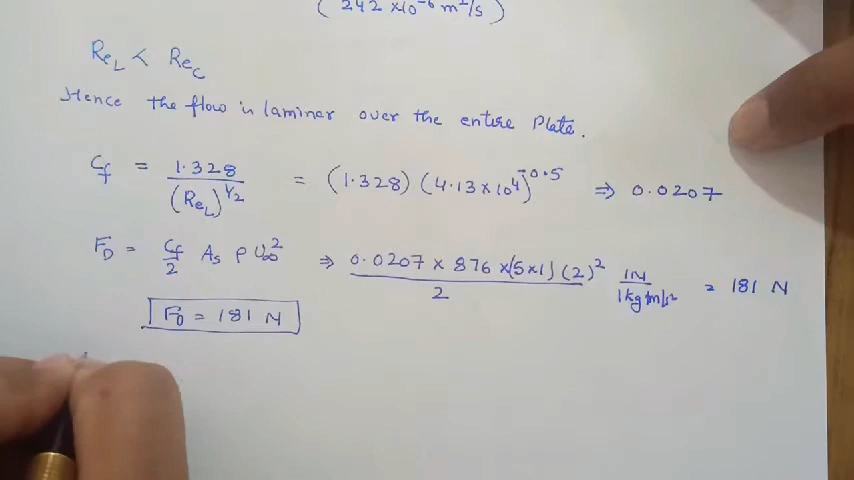 (242 ×10⁻⁶ m²/s)
Re_L < Re_C
Hence the flow is laminar over the entire Plate.
C_f = 1.328 / (Re_L)^1/2 = (1.328) (4.13×10⁴)^-0.5 ⇒ 0.0207
F_D = C_f/2 A_s ρ U∞² ⇒ 0.0207 × 876 × (5×1) (2)² / 2 1N / 1kg m/s² = 181 N
F_D = 181 N